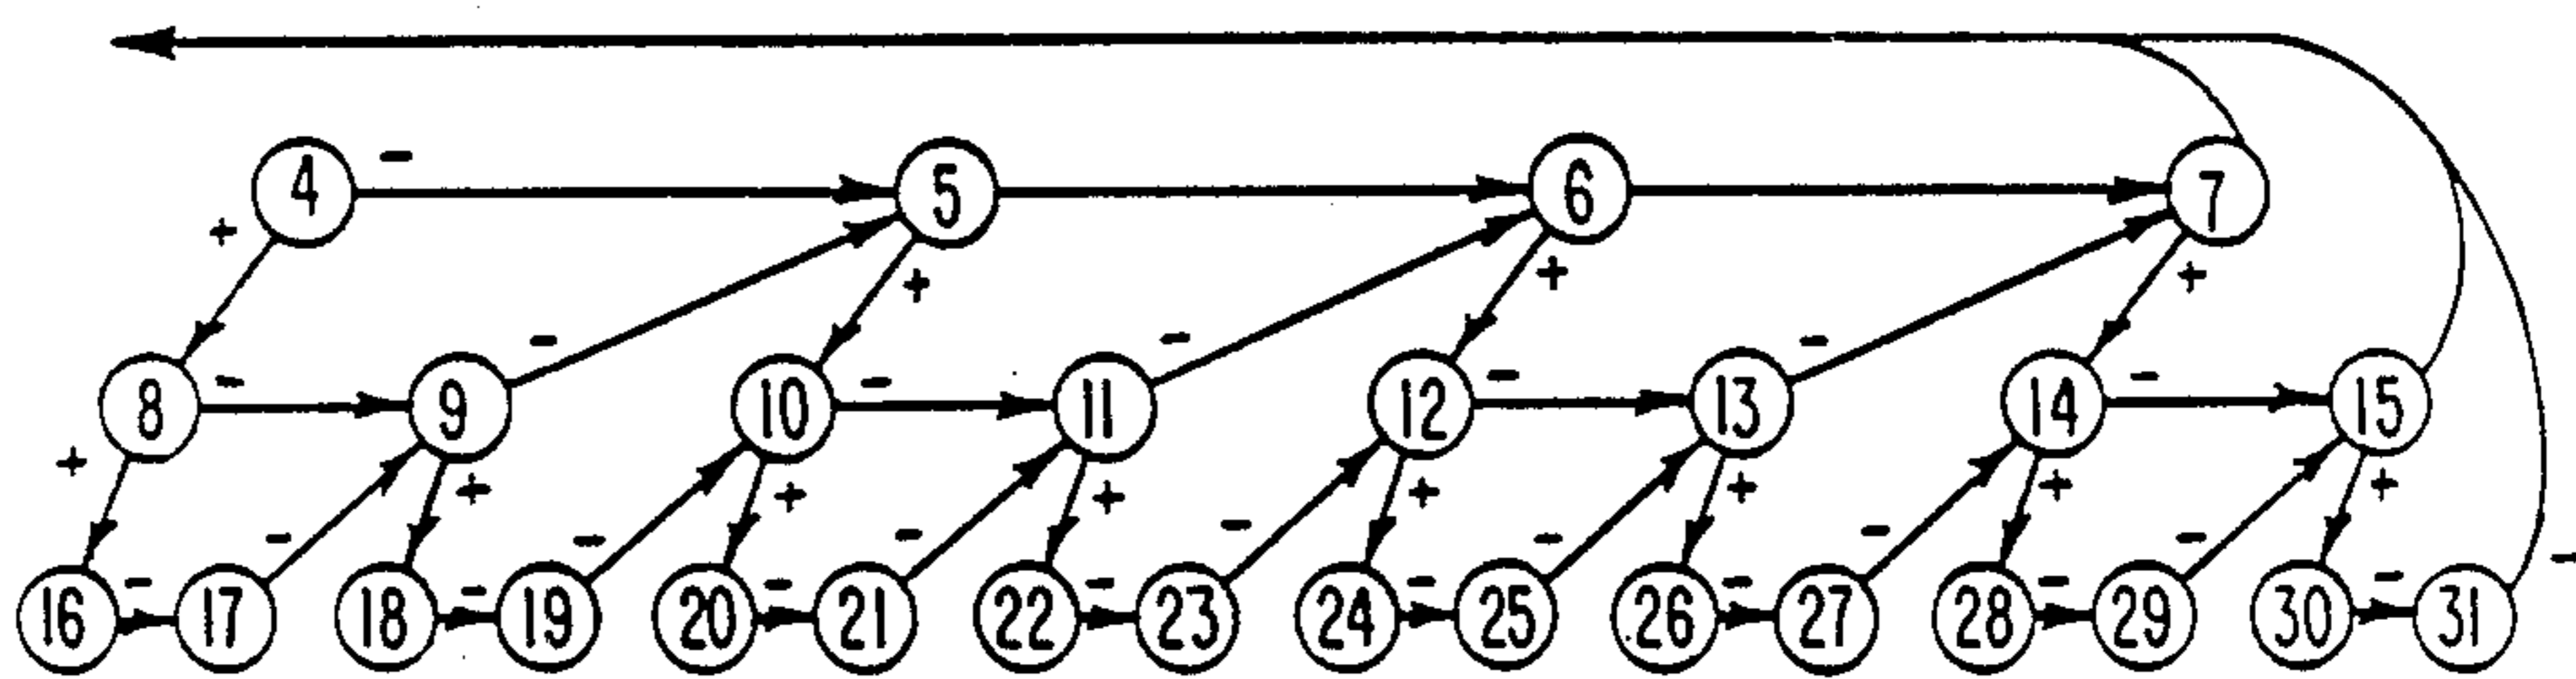 4 - 5 6 7
+ + + +
- - -
8 - 9 10 - 11 12 - 13 14 - 15
+ + + + + + + +
- - - - - - - -
16 - 17 18 - 19 20 - 21 22 - 23 24 - 25 26 - 27 28 - 29 30 - 31